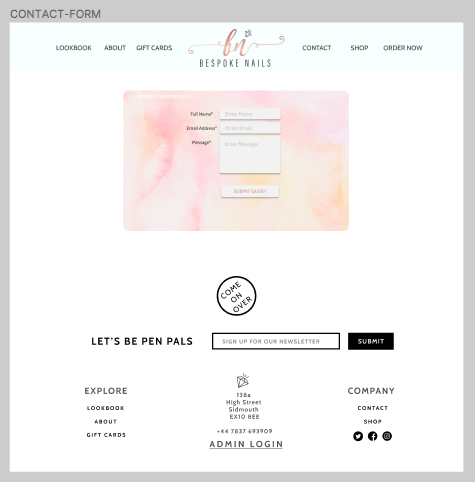 CONTACT-FORM
LOOKBOOK ABOUT GIFT CARDS
bn
BESPOKE NAILS
CONTACT SHOP ORDER NOW
Full Name* Enter Name
Email Address* Enter Email
Message* Enter Message
SUBMIT QUERY
COME
ON
OVER
LET'S BE PEN PALS
SIGN UP FOR OUR NEWSLETTER
SUBMIT
EXPLORE
LOOKBOOK
ABOUT
GIFT CARDS
138a
High Street
Sidmouth
EX10 8EE
+44 7837 693909
ADMIN LOGIN
COMPANY
CONTACT
SHOP